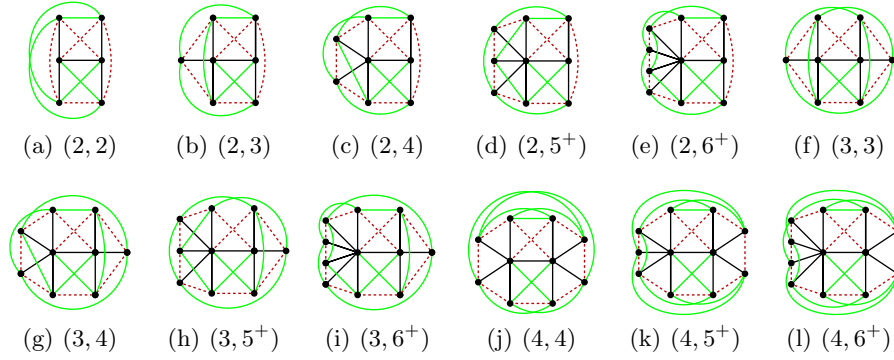 (a) (2, 2) (b) (2, 3) (c) (2, 4) (d) (2, 5⁺) (e) (2, 6⁺) (f) (3, 3)
(g) (3, 4) (h) (3, 5⁺) (i) (3, 6⁺) (j) (4, 4) (k) (4, 5⁺) (l) (4, 6⁺)